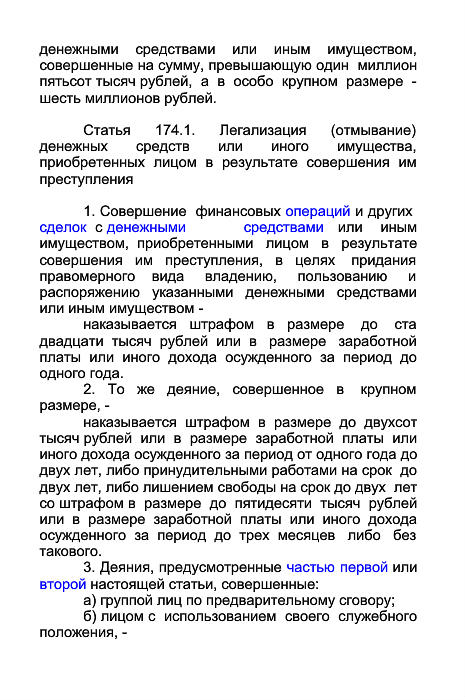 денежными средствами или иным имуществом,
совершенные на сумму, превышающую один миллион
пятьсот тысяч рублей, а в особо крупном размере -
шесть миллионов рублей.
Статья 174.1. Легализация (отмывание)
денежных средств или иного имущества,
приобретенных лицом в результате совершения им
преступления
1. Совершение финансовых операций и других
сделок с денежными средствами или иным
имуществом, приобретенными лицом в результате
совершения им преступления, в целях придания
правомерного вида владению, пользованию и
распоряжению указанными денежными средствами
или иным имуществом -
наказывается штрафом в размере до ста
двадцати тысяч рублей или в размере заработной
платы или иного дохода осужденного за период до
одного года.
2. То же деяние, совершенное в крупном
размере, -
наказывается штрафом в размере до двухсот
тысяч рублей или в размере заработной платы или
иного дохода осужденного за период от одного года до
двух лет, либо принудительными работами на срок до
двух лет, либо лишением свободы на срок до двух лет
со штрафом в размере до пятидесяти тысяч рублей
или в размере заработной платы или иного дохода
осужденного за период до трех месяцев либо без
такового.
3. Деяния, предусмотренные частью первой или
второй настоящей статьи, совершенные:
а) группой лиц по предварительному сговору;
б) лицом с использованием своего служебного
положения, -